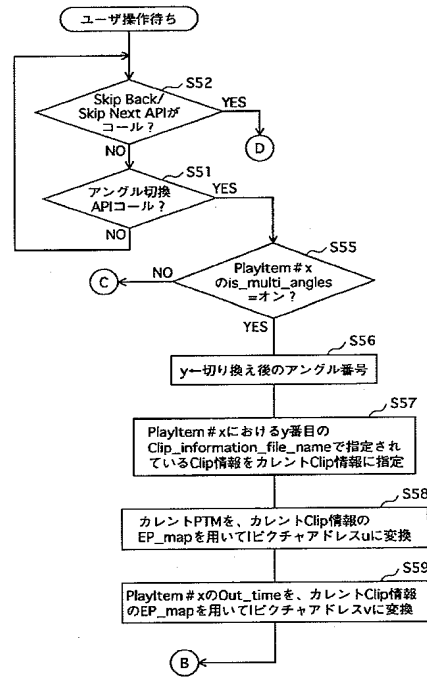 ユーザ操作待ち
S52
Skip Back/
Skip Next APIが
コール?
YES
D
NO
S51
アングル切換
APIコール?
YES
NO
S55
PlayItem#x
のis_multi_angles
=オン?
NO
C
YES
S56
y←切り換え後のアングル番号
S57
PlayItem#xにおけるy番目の
Clip_information_file_nameで指定され
ているClip情報をカレントClip情報に指定
S58
カレントPTMを、カレントClip情報の
EP_mapを用いてIピクチャアドレスuに変換
S59
PlayItem#xのOut_timeを、カレントClip情報
のEP_mapを用いてIピクチャアドレスvに変換
B